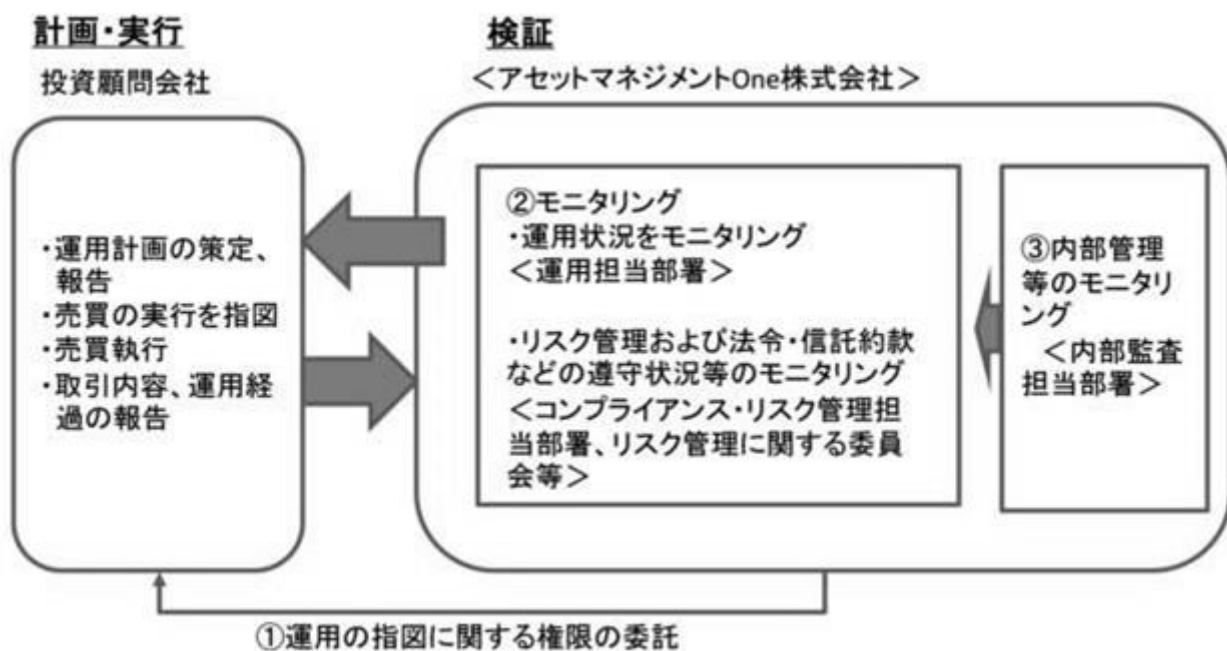 計画・実行
投資顧問会社
・運用計画の策定、
報告
・売買の実行を指図
・売買執行
・取引内容、運用経
過の報告
検証
＜アセットマネジメントOne株式会社＞
②モニタリング
・運用状況をモニタリング
＜運用担当部署＞
・リスク管理および法令・信託約款
などの遵守状況等のモニタリング
＜コンプライアンス・リスク管理担
当部署、リスク管理に関する委員
会等＞
③内部管理
等のモニタリ
ング
＜内部監査
担当部署＞
①運用の指図に関する権限の委託